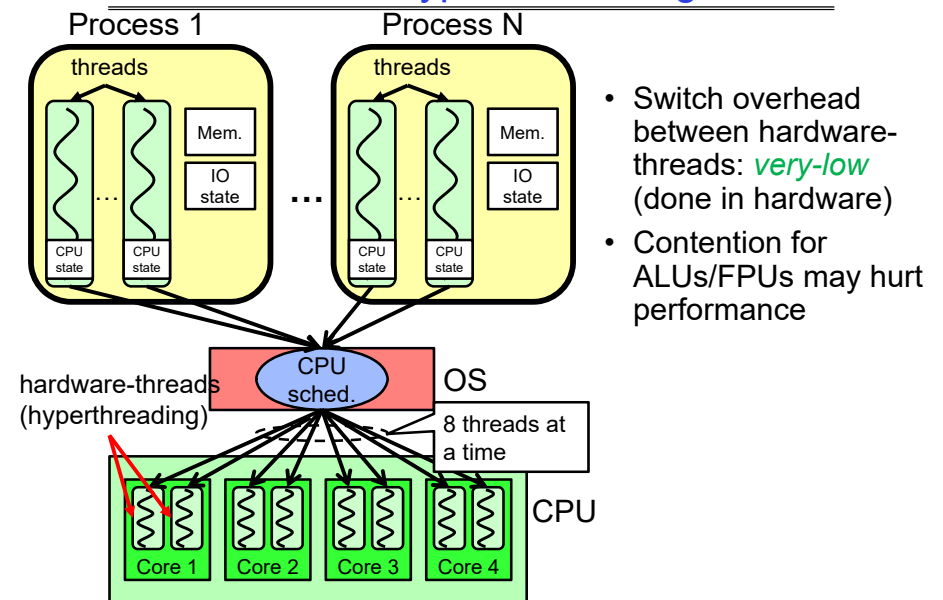 Process 1
Process N
threads
threads
Mem.
IO
state
...
CPU
state
CPU
state
...
Mem.
IO
state
...
CPU
state
CPU
state
• Switch overhead
between hardware-
threads: very-low
(done in hardware)
• Contention for
ALUs/FPUs may hurt
performance
CPU
sched.
OS
hardware-threads
(hyperthreading)
8 threads at
a time
CPU
Core 1
Core 2
Core 3
Core 4